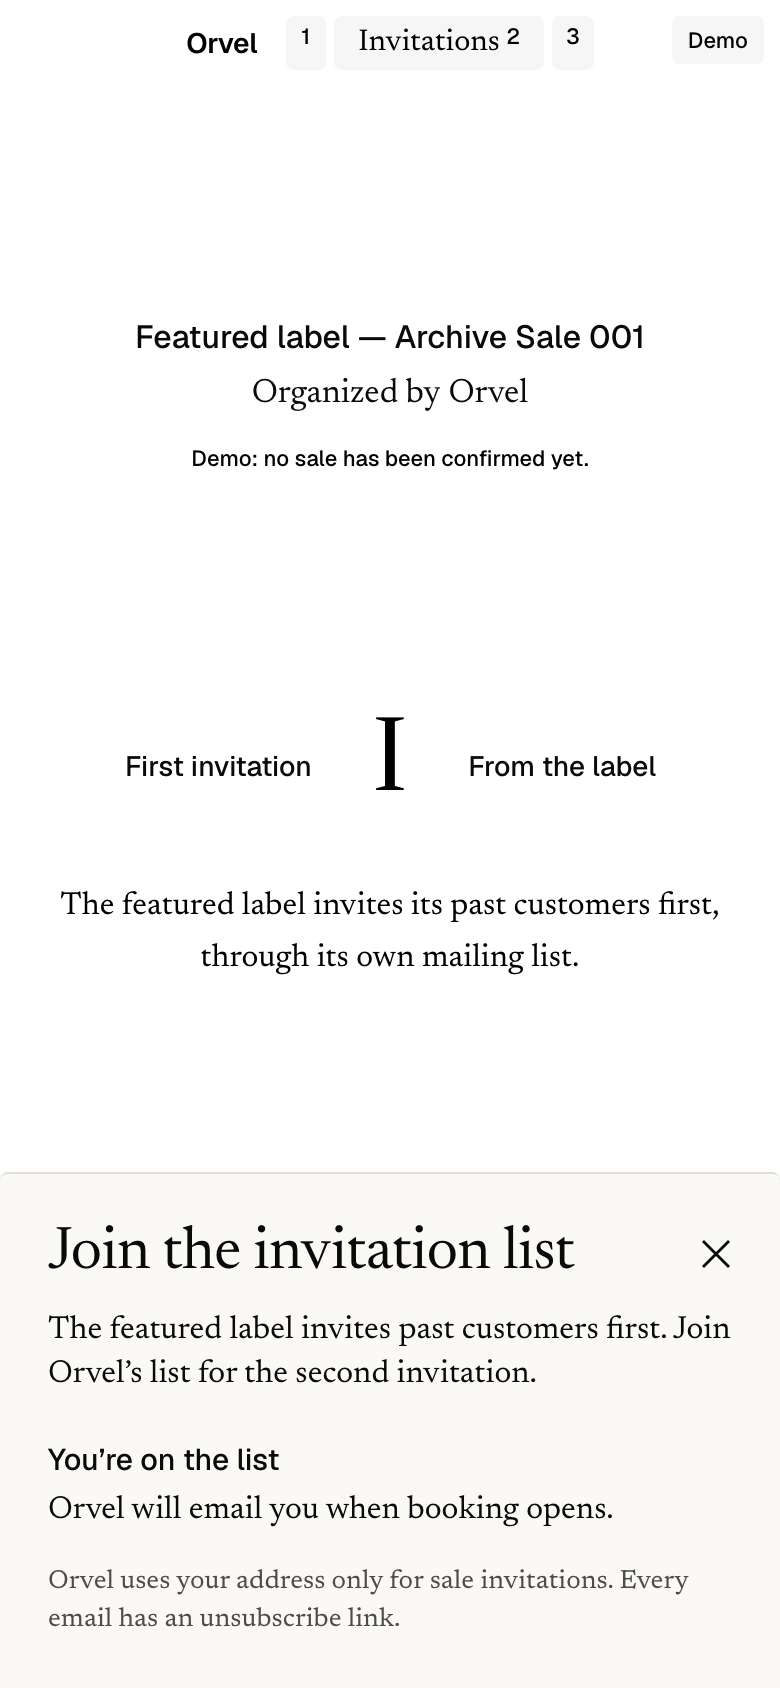 Orvel 1 Invitations 2 3 Demo
Featured label — Archive Sale 001
Organized by Orvel
Demo: no sale has been confirmed yet.
First invitation I From the label
The featured label invites its past customers first,
through its own mailing list.
Join the invitation list
The featured label invites past customers first. Join
Orvel’s list for the second invitation.
You’re on the list
Orvel will email you when booking opens.
Orvel uses your address only for sale invitations. Every
email has an unsubscribe link.